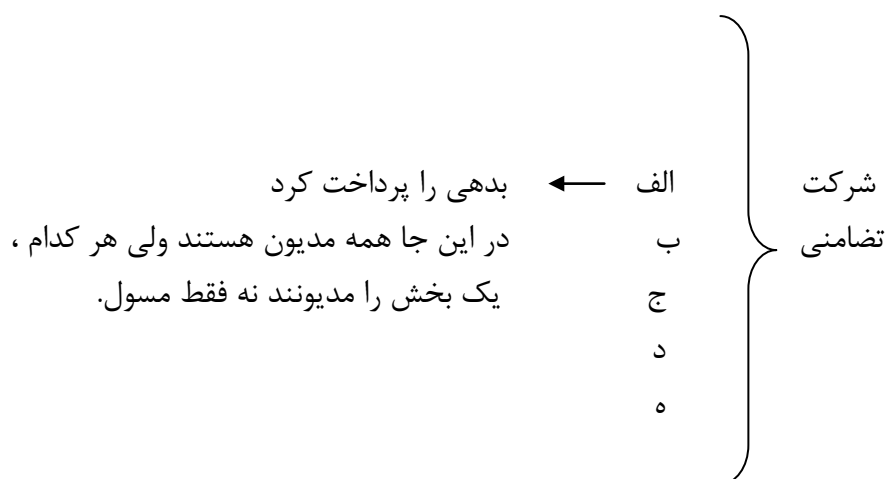 شرکت الف بدهی را پرداخت کرد
تضامنی ب در این جا همه مدیون هستند ولی هر کدام ،
ج یک بخش را مدیونند نه فقط مسول.
د
ه